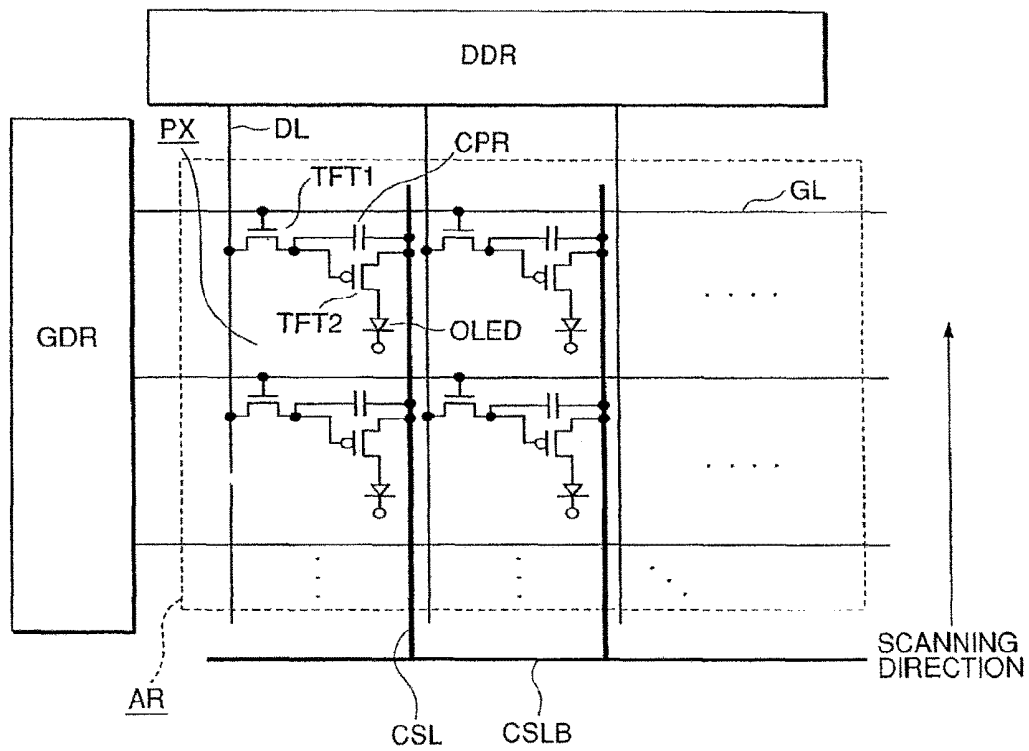 DDR
PX
DL
CPR
TFT1
GL
GDR
TFT2
OLED
SCANNING
DIRECTION
AR
CSL
CSLB